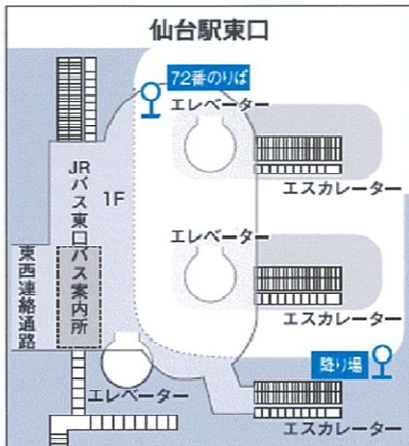 仙台駅東口
72番のりば
エレベーター
エスカレーター
1F
JRバス東口バス案内所
東西連絡通路
エレベーター
エスカレーター
降り場
エレベーター
エスカレーター